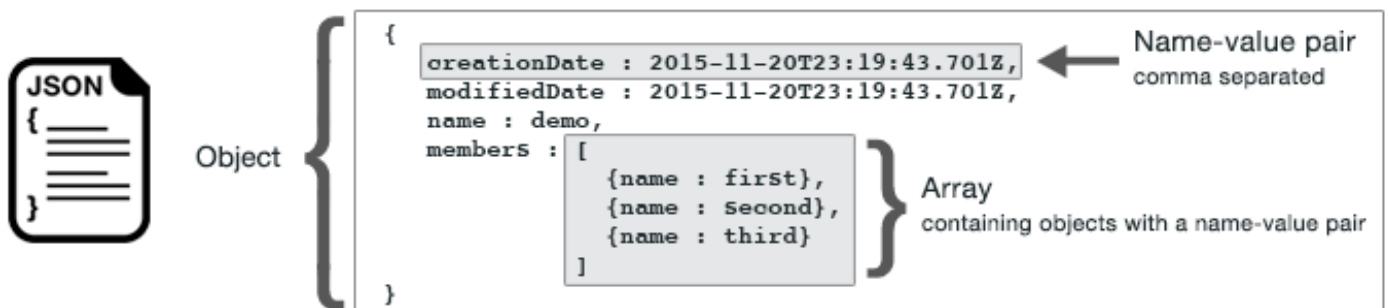 JSON
{
}
Object
{
{
creationDate : 2015-11-20T23:19:43.701Z,
modifiedDate : 2015-11-20T23:19:43.701Z,
name : demo,
members : [
{name : first},
{name : second},
{name : third}
]
}
Name-value pair
comma separated
}
Array
containing objects with a name-value pair